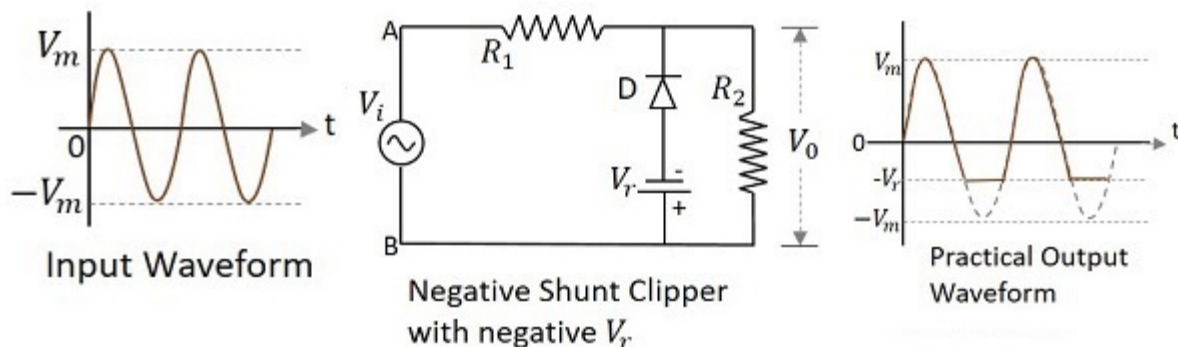 V_m
0
t
-V_m
Input Waveform
A
R_1
V_i
D
R_2
V_0
V_r
-
+
B
Negative Shunt Clipper
with negative V_r
V_m
0
t
-V_r
-V_m
Practical Output
Waveform